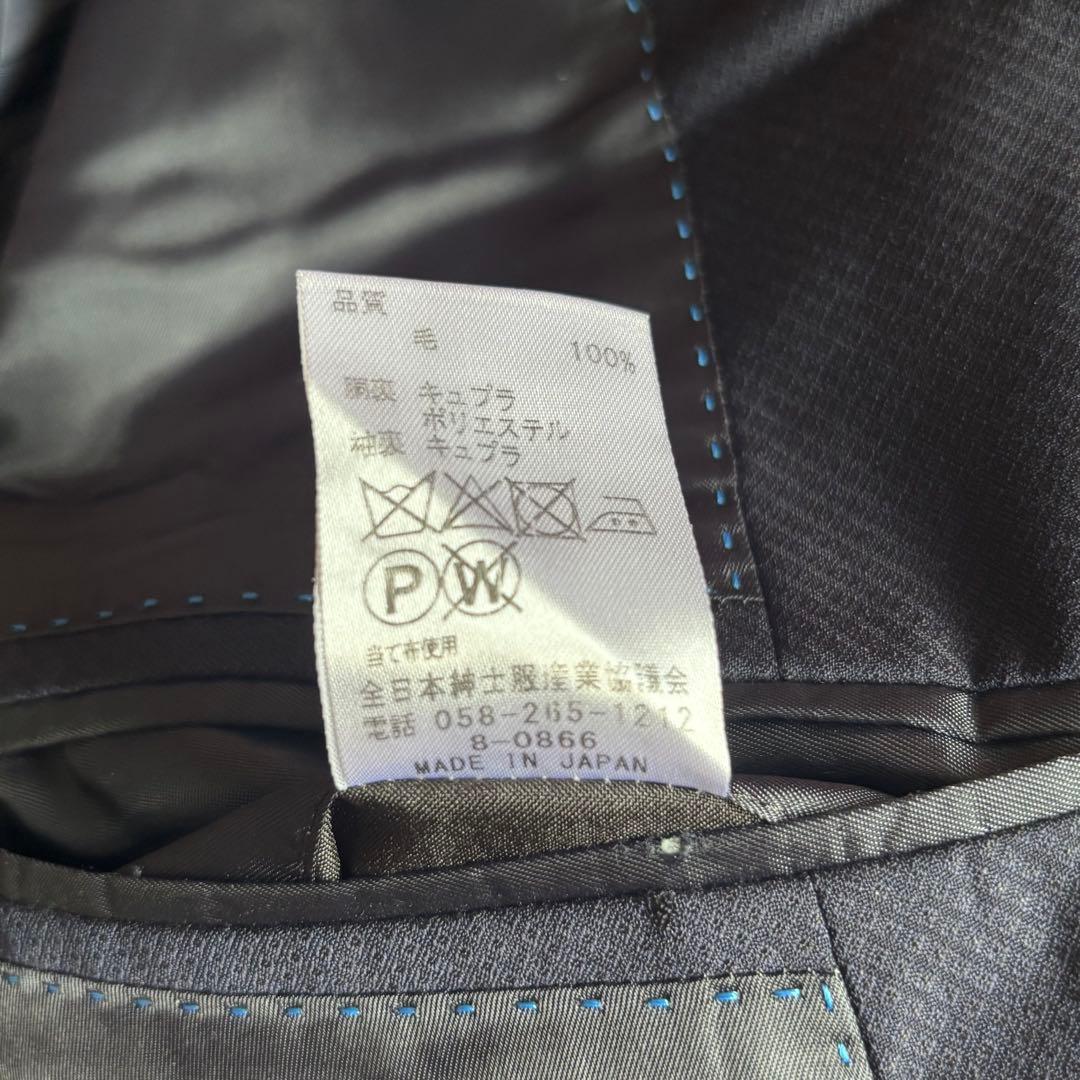 品質
毛 100%
胴裏 キュプラ
ポリエステル
袖裏 キュプラ
P W
当て布使用
全日本紳士服産業協議会
電話 058-265-1212
8-0866
MADE IN JAPAN